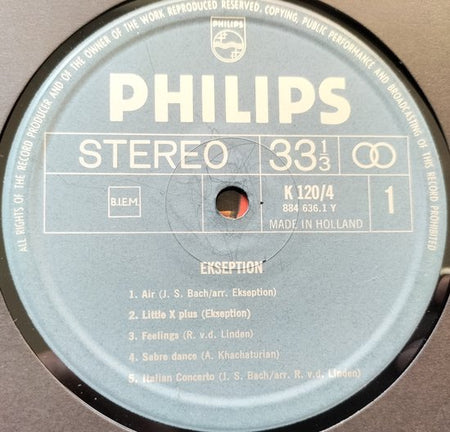 ALL RIGHTS OF THE RECORD PRODUCER AND OF THE OWNER OF THE WORK REPRODUCED RESERVED. COPYING, PUBLIC PERFORMANCE AND BROADCASTING OF THIS RECORD PROHIBITED
PHILIPS
PHILIPS
STEREO 33 1/3
B.I.E.M. K 120/4 1
884 636.1 Y
MADE IN HOLLAND
EKSEPTION
1. Air (J. S. Bach/arr. Ekseption)
2. Little X plus (Ekseption)
3. Feelings (R. v.d. Linden)
4. Sabre dance (A. Khachaturian)
5. Italian Concerto (J. S. Bach/arr. R. v.d. Linden)